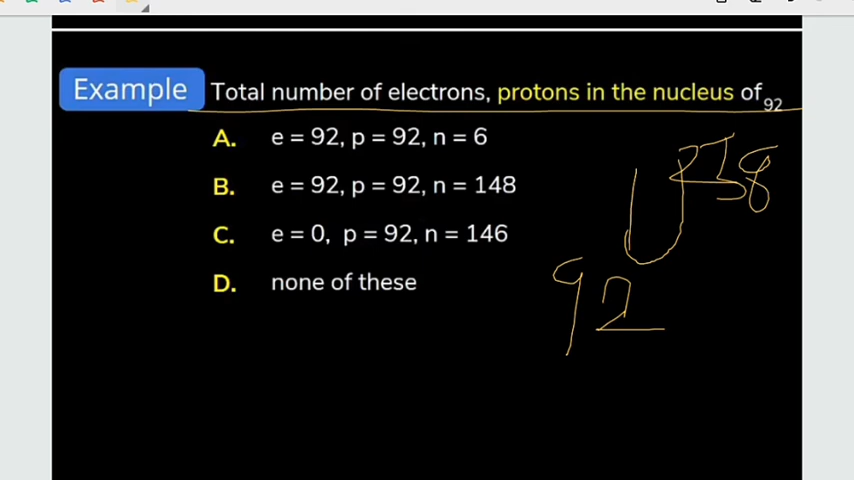 Example Total number of electrons, protons in the nucleus of 92
A. e = 92, p = 92, n = 6
B. e = 92, p = 92, n = 148
C. e = 0, p = 92, n = 146
D. none of these
U 238
92